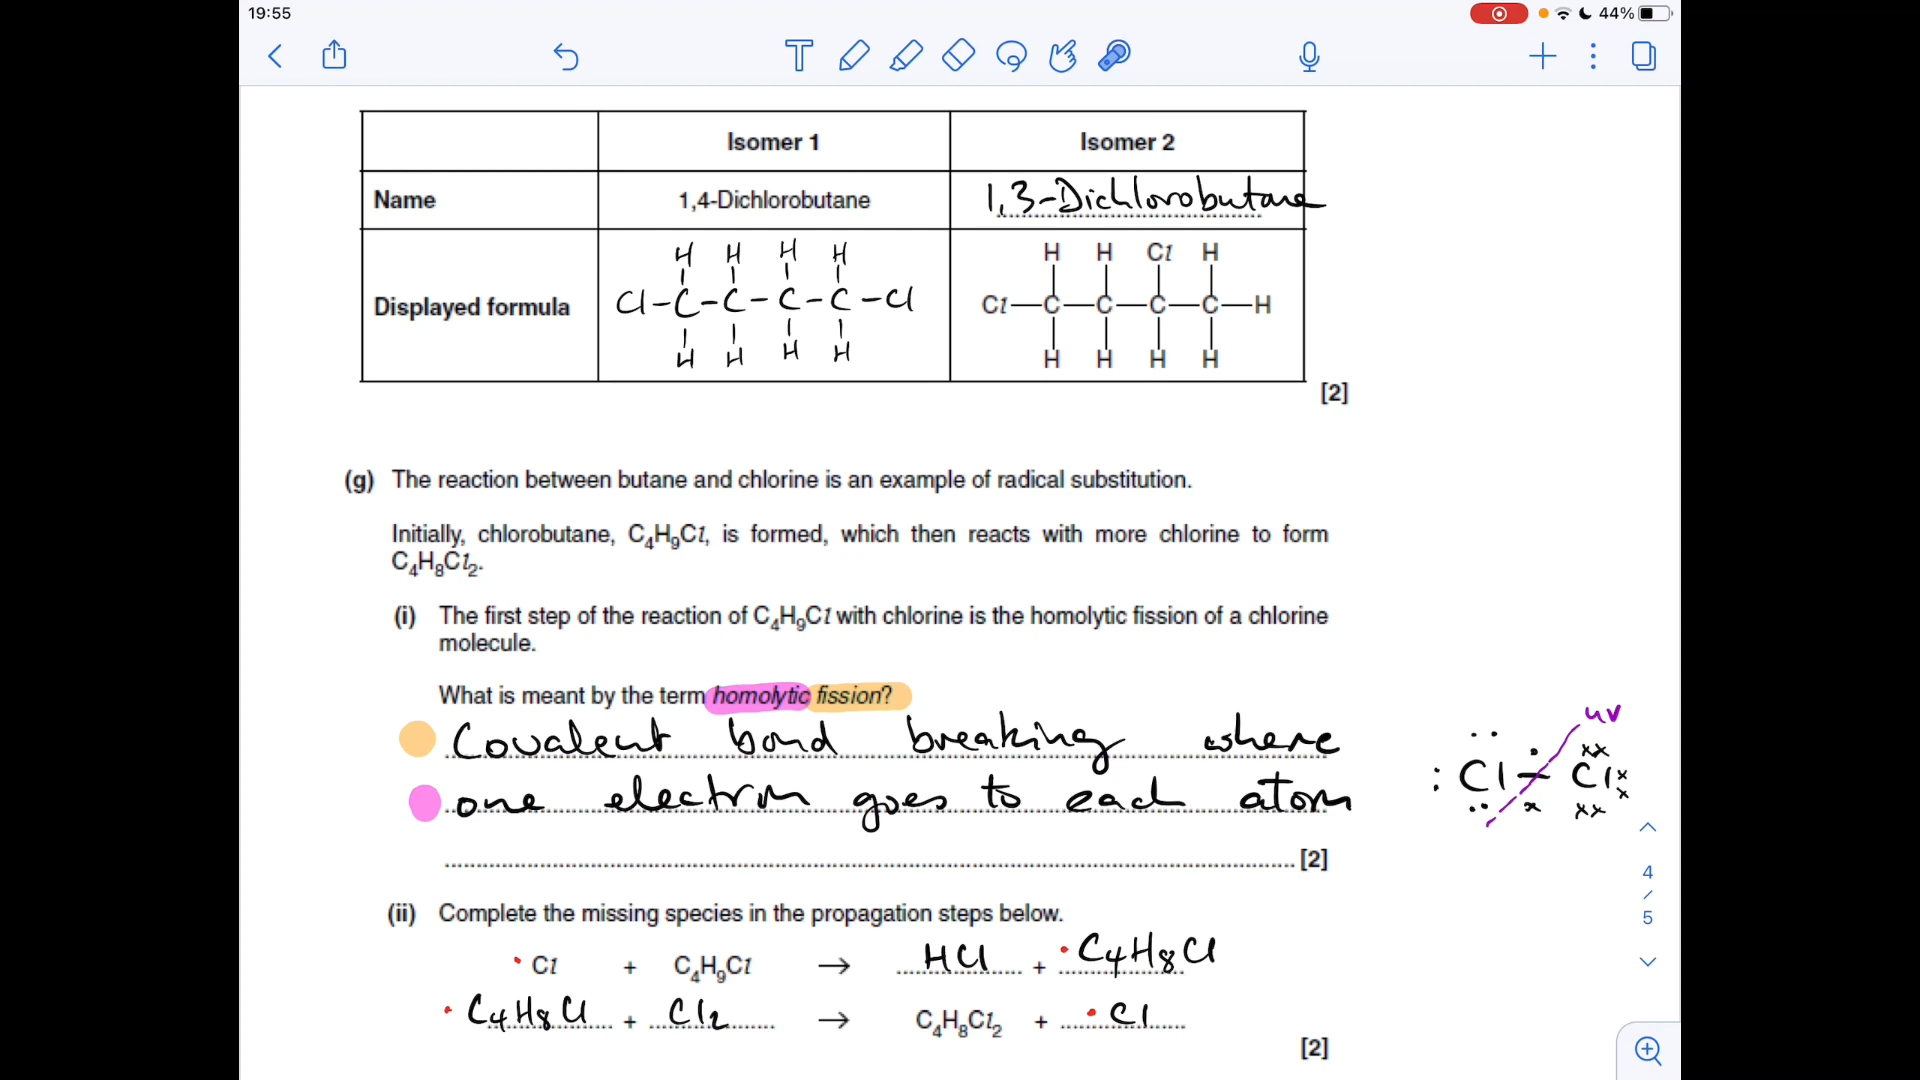 19:55
44%
T
Isomer 1 Isomer 2
Name 1,4-Dichlorobutane 1,3-Dichlorobutane
H H H H H H Cl H
Displayed formula Cl-C-C-C-C-Cl Cl—C—C—C—C—H
H H H H H H H H
[2]
(g) The reaction between butane and chlorine is an example of radical substitution.
Initially, chlorobutane, C₄H₉Cl, is formed, which then reacts with more chlorine to form
C₄H₈Cl₂.
(i) The first step of the reaction of C₄H₉Cl with chlorine is the homolytic fission of a chlorine
molecule.
What is meant by the term homolytic fission?
Covalent bond breaking where
one electron goes to each atom
[2]
uv
: Cl — Cl xx
(ii) Complete the missing species in the propagation steps below.
•Cl + C₄H₉Cl → HCl + •C₄H₈Cl
•C₄H₈Cl + Cl₂ → C₄H₈Cl₂ + •Cl
[2]
4
/
5